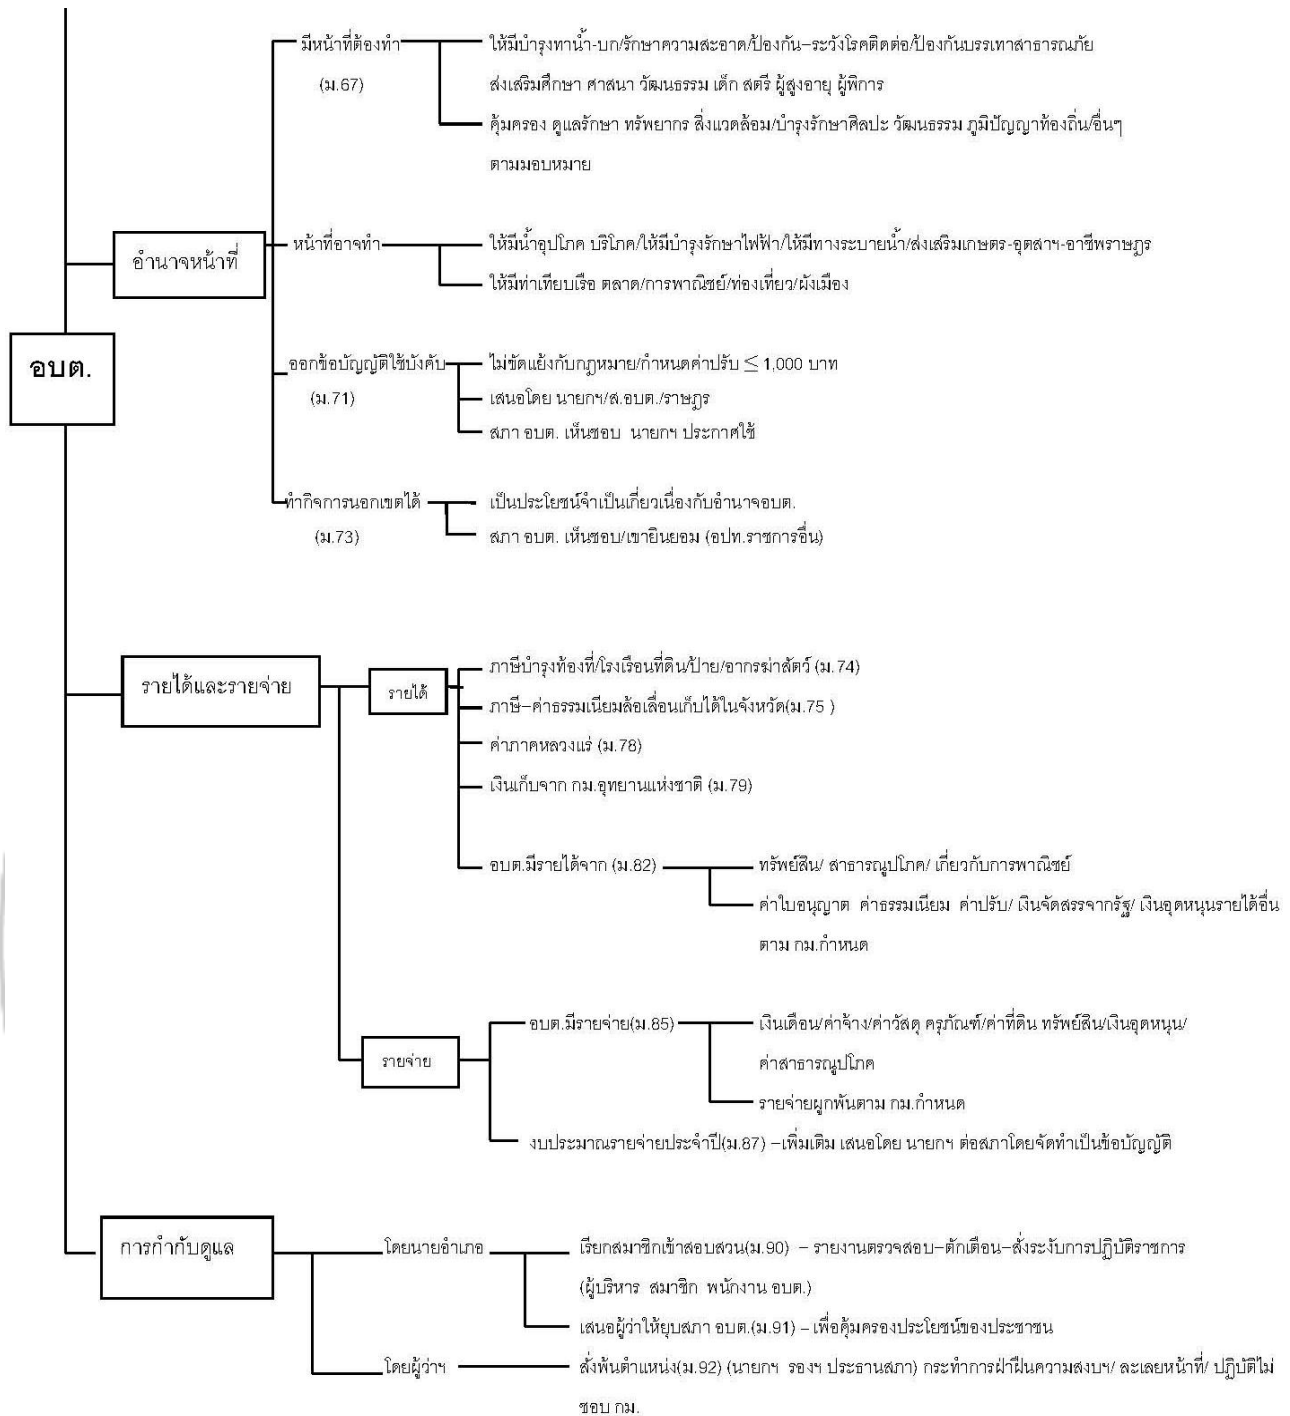 มีหน้าที่ต้องทำ
(ม.67)
ให้มีบำรุงทางน้ำ-บก/รักษาความสะอาด/ป้องกัน–ระวังโรคติดต่อ/ป้องกันบรรเทาสาธารณภัย
ส่งเสริมศึกษา ศาสนา วัฒนธรรม เด็ก สตรี ผู้สูงอายุ ผู้พิการ
คุ้มครอง ดูแลรักษา ทรัพยากร สิ่งแวดล้อม/บำรุงรักษาศิลปะ วัฒนธรรม ภูมิปัญญาท้องถิ่น/อื่นๆ
ตามมอบหมาย
อำนาจหน้าที่
หน้าที่อาจทำ
ให้มีน้ำอุปโภค บริโภค/ให้มีบำรุงรักษาไฟฟ้า/ให้มีทางระบายน้ำ/ส่งเสริมเกษตร-อุตสาฯ-อาชีพราษฎร
ให้มีท่าเทียบเรือ ตลาด/การพาณิชย์/ท่องเที่ยว/ผังเมือง
อบต.
ออกข้อบัญญัติใช้บังคับ
(ม.71)
ไม่ขัดแย้งกับกฎหมาย/กำหนดค่าปรับ ≤ 1,000 บาท
เสนอโดย นายกฯ/ส.อบต./ราษฎร
สภา อบต. เห็นชอบ นายกฯ ประกาศใช้
ทำกิจการนอกเขตได้
(ม.73)
เป็นประโยชน์จำเป็นเกี่ยวเนื่องกับอำนาจอบต.
สภา อบต. เห็นชอบ/เขายินยอม (อปท.ราชการอื่น)
รายได้และรายจ่าย
รายได้
ภาษีบำรุงท้องที่/โรงเรือนที่ดิน/ป้าย/อากรฆ่าสัตว์ (ม.74)
ภาษี–ค่าธรรมเนียมล้อเลื่อนเก็บได้ในจังหวัด(ม.75 )
ค่าภาคหลวงแร่ (ม.78)
เงินเก็บจาก กม.อุทยานแห่งชาติ (ม.79)
อบต.มีรายได้จาก (ม.82)
ทรัพย์สิน/ สาธารณูปโภค/ เกี่ยวกับการพาณิชย์
ค่าใบอนุญาต ค่าธรรมเนียม ค่าปรับ/ เงินจัดสรรจากรัฐ/ เงินอุดหนุนรายได้อื่น
ตาม กม.กำหนด
รายจ่าย
อบต.มีรายจ่าย(ม.85)
เงินเดือน/ค่าจ้าง/ค่าวัสดุ ครุภัณฑ์/ค่าที่ดิน ทรัพย์สิน/เงินอุดหนุน/
ค่าสาธารณูปโภค
รายจ่ายผูกพันตาม กม.กำหนด
งบประมาณรายจ่ายประจำปี(ม.87) –เพิ่มเติม เสนอโดย นายกฯ ต่อสภาโดยจัดทำเป็นข้อบัญญัติ
การกำกับดูแล
โดยนายอำเภอ
เรียกสมาชิกเข้าสอบสวน(ม.90) – รายงานตรวจสอบ–ตักเตือน–สั่งระงับการปฏิบัติราชการ
(ผู้บริหาร สมาชิก พนักงาน อบต.)
เสนอผู้ว่าให้ยุบสภา อบต.(ม.91) – เพื่อคุ้มครองประโยชน์ของประชาชน
โดยผู้ว่าฯ
สั่งพ้นตำแหน่ง(ม.92) (นายกฯ รองฯ ประธานสภา) กระทำการฝ่าฝืนความสงบฯ/ ละเลยหน้าที่/ ปฏิบัติไม่
ชอบ กม.